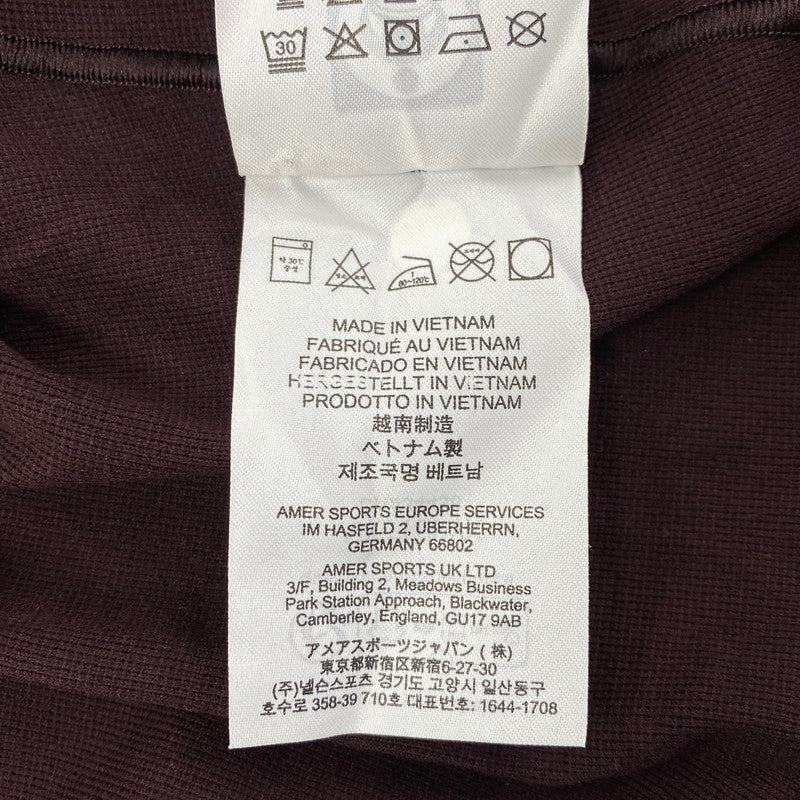 30
약 30℃
중성
80~120℃
MADE IN VIETNAM
FABRIQUÉ AU VIETNAM
FABRICADO EN VIETNAM
HERGESTELLT IN VIETNAM
PRODOTTO IN VIETNAM
越南制造
ベトナム製
제조국명 베트남
AMER SPORTS EUROPE SERVICES
IM HASFELD 2, UBERHERRN,
GERMANY 66802
AMER SPORTS UK LTD
3/F, Building 2, Meadows Business
Park Station Approach, Blackwater,
Camberley, England, GU17 9AB
アメアスポーツジャパン (株)
東京都新宿区新宿6-27-30
(주)넬슨스포츠 경기도 고양시 일산동구
호수로 358-39 710호 대표번호: 1644-1708